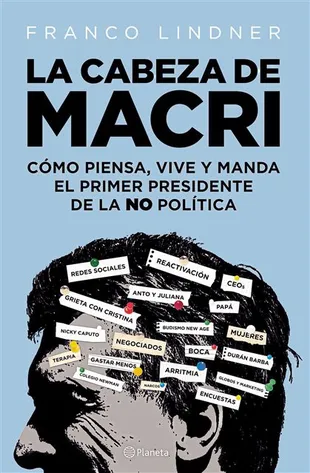 FRANCO LINDNER
LA CABEZA DE
MACRI
CÓMO PIENSA, VIVE Y MANDA
EL PRIMER PRESIDENTE
DE LA NO POLÍTICA
REDES SOCIALES
REACTIVACIÓN
CEOs
GRIETA CON CRISTINA
ANTO Y JULIANA
PAPÁ
NICKY CAPUTO
BUDISMO NEW AGE
MUJERES
NEGOCIADOS
TERAPIA
BOCA
DURÁN BARBA
GASTAR MENOS
ARRITMIA
COLEGIO NEWMAN
NARCOS
GLOBOS Y MARKETING
ENCUESTAS
Planeta